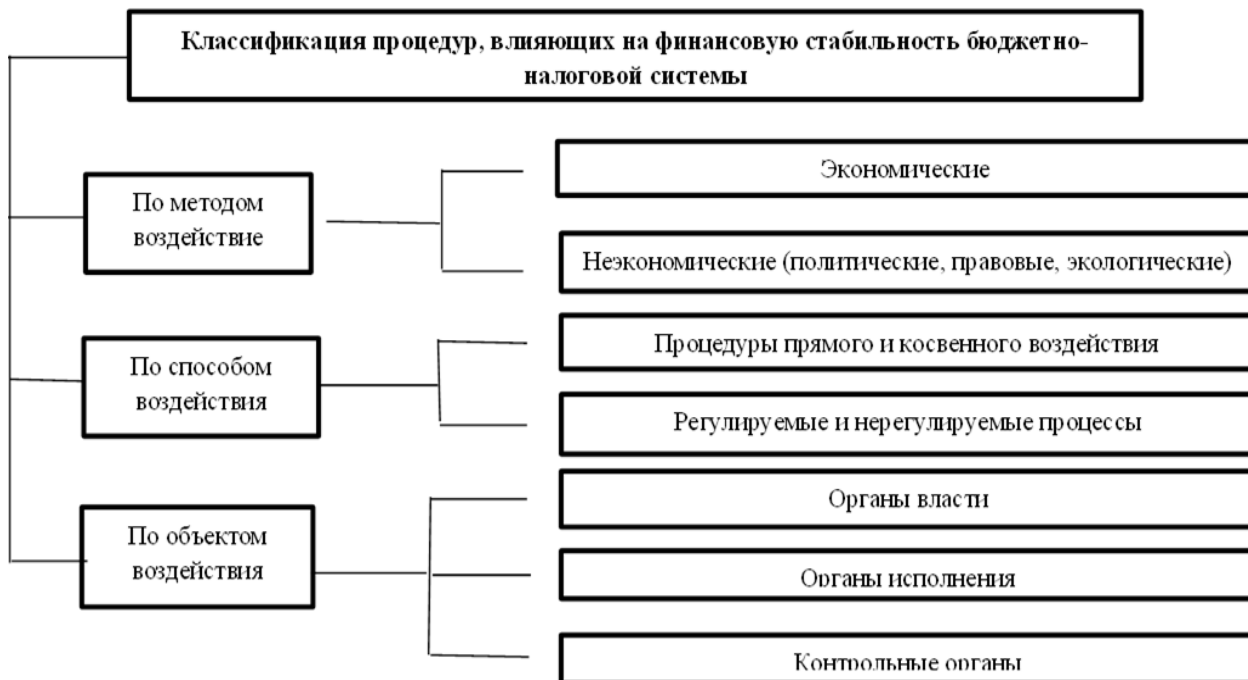 Классификация процедур, влияющих на финансовую стабильность бюджетно-
налоговой системы
По методом
воздействие
Экономические
Неэкономические (политические, правовые, экологические)
По способом
воздействия
Процедуры прямого и косвенного воздействия
Регулируемые и нерегулируемые процессы
По объектом
воздействия
Органы власти
Органы исполнения
Контрольные органы